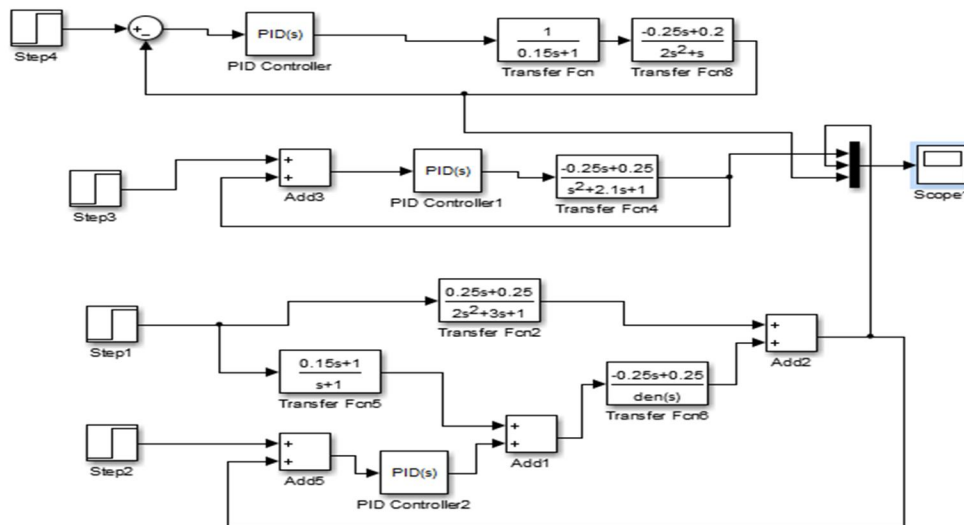 Step4
+
−
PID(s)
PID Controller
1
0.15s+1
Transfer Fcn
-0.25s+0.2
2s²+s
Transfer Fcn8
Step3
+
+
Add3
PID(s)
PID Controller1
-0.25s+0.25
s²+2.1s+1
Transfer Fcn4
Scope1
Step1
0.25s+0.25
2s²+3s+1
Transfer Fcn2
0.15s+1
s+1
Transfer Fcn5
+
+
Add2
-0.25s+0.25
den(s)
Transfer Fcn6
Step2
+
+
Add5
PID(s)
PID Controller2
+
+
Add1